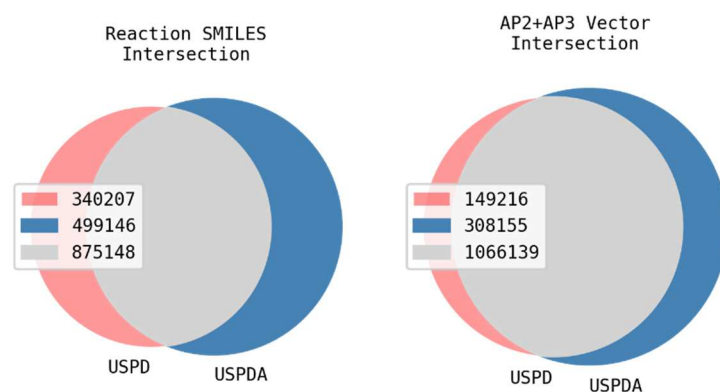 Reaction SMILES
Intersection
340207
499146
875148
USPD
USPDA
AP2+AP3 Vector
Intersection
149216
308155
1066139
USPD
USPDA